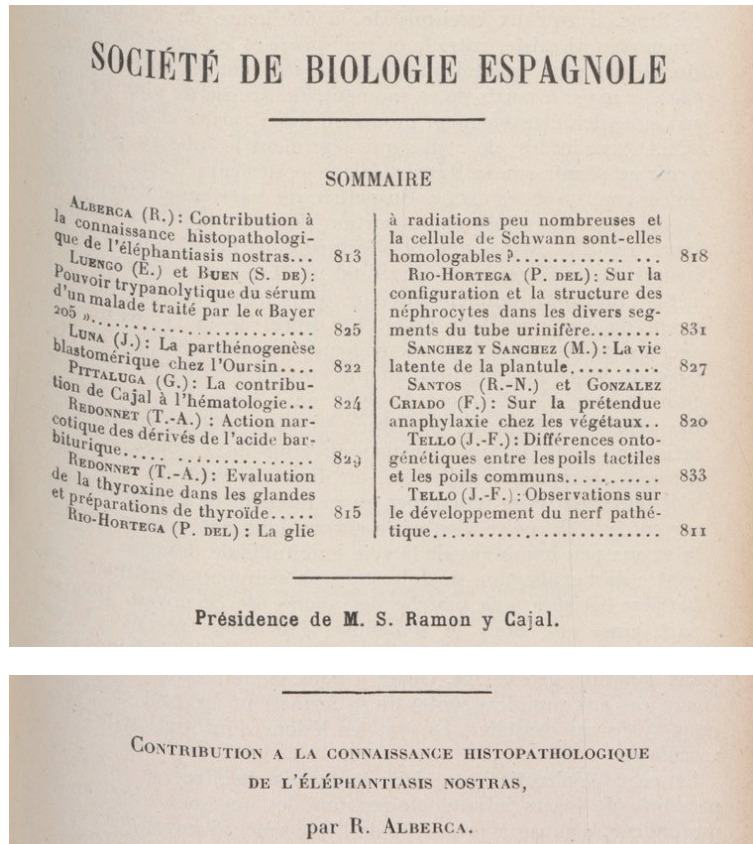 SOCIÉTÉ DE BIOLOGIE ESPAGNOLE
SOMMAIRE
ALBERCA (R.) : Contribution à
la connaissance histopathologi-
que de l'éléphantiasis nostras... 813
LUENGO (E.) et BUEN (S. DE) :
Pouvoir trypanolytique du sérum
d'un malade traité par le « Bayer
205 ».............................. 825
LUNA (J.) : La parthénogenèse
blastomérique chez l'Oursin.... 822
PITTALUGA (G.) : La contribu-
tion de Cajal à l'hématologie... 824
REDONNET (T.-A.) : Action nar-
cotique des dérivés de l'acide bar-
biturique.... .................... 829
REDONNET (T.-A.) : Evaluation
de la thyroxine dans les glandes
et préparations de thyroïde..... 815
RIO-HORTEGA (P. DEL) : La glie
à radiations peu nombreuses et
la cellule de Schwann sont-elles
homologables ?............ ... 818
RIO-HORTEGA (P. DEL) : Sur la
configuration et la structure des
néphrocytes dans les divers seg-
ments du tube urinifère........ 831
SANCHEZ Y SANCHEZ (M.) : La vie
latente de la plantule.......... 827
SANTOS (R.-N.) et GONZALEZ
CRIADO (F.) : Sur la prétendue
anaphylaxie chez les végétaux.. 820
TELLO (J.-F.) : Différences onto-
génétiques entre les poils tactiles
et les poils communs........... 833
TELLO (J.-F.) : Observations sur
le développement du nerf pathé-
tique......................... 811
Présidence de M. S. Ramon y Cajal.
CONTRIBUTION A LA CONNAISSANCE HISTOPATHOLOGIQUE
DE L'ÉLÉPHANTIASIS NOSTRAS,
par R. ALBERCA.